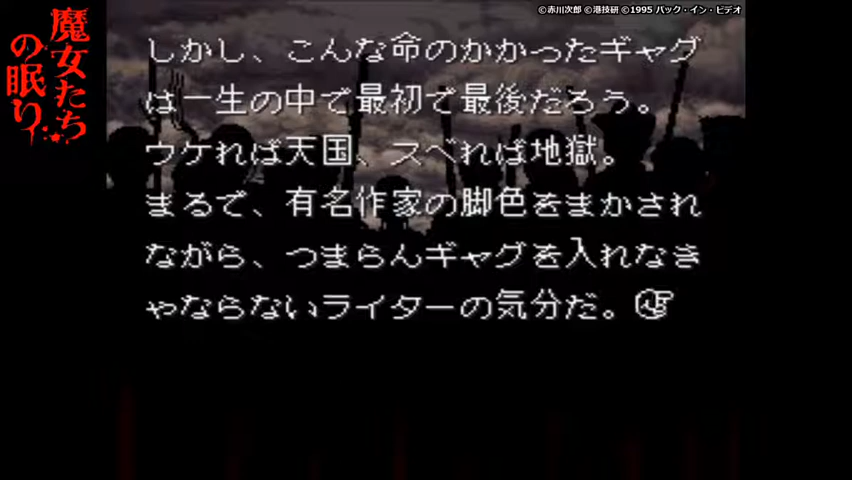 ©赤川次郎 ©港技研 ©1995 パック・イン・ビデオ
魔女たち
の眠り
しかし、こんな命のかかったギャグ
は一生の中で最初で最後だろう。
ウケれば天国、スベれば地獄。
まるで、有名作家の脚色をまかされ
ながら、つまらんギャグを入れなき
ゃならないライターの気分だ。